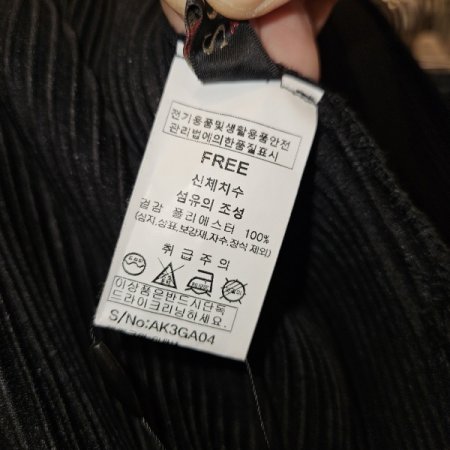 전기용품및생활용품안전
관리법에의한품질표시
FREE
신체치수
섬유의 조성
겉감 폴리에스터 100%
(심지,상표,보강재,자수,장식 제외)
취 급 주 의
이상품은반드시단독
드라이크리닝하세요.
S/No:AK3GA04